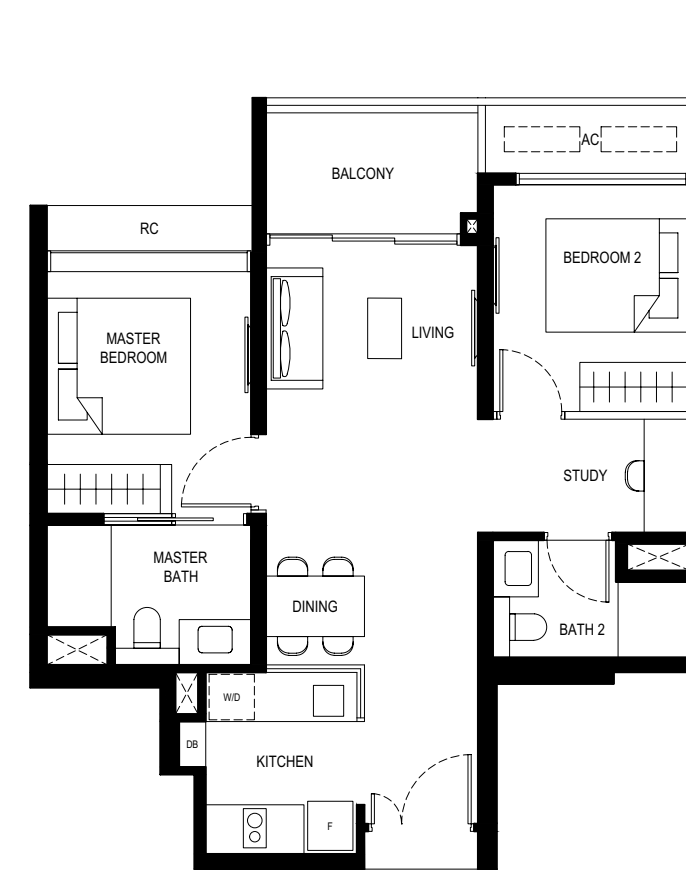 AC
BALCONY
RC
BEDROOM 2
LIVING
MASTER
BEDROOM
STUDY
MASTER
BATH
DINING
BATH 2
W/D
DB
KITCHEN
F